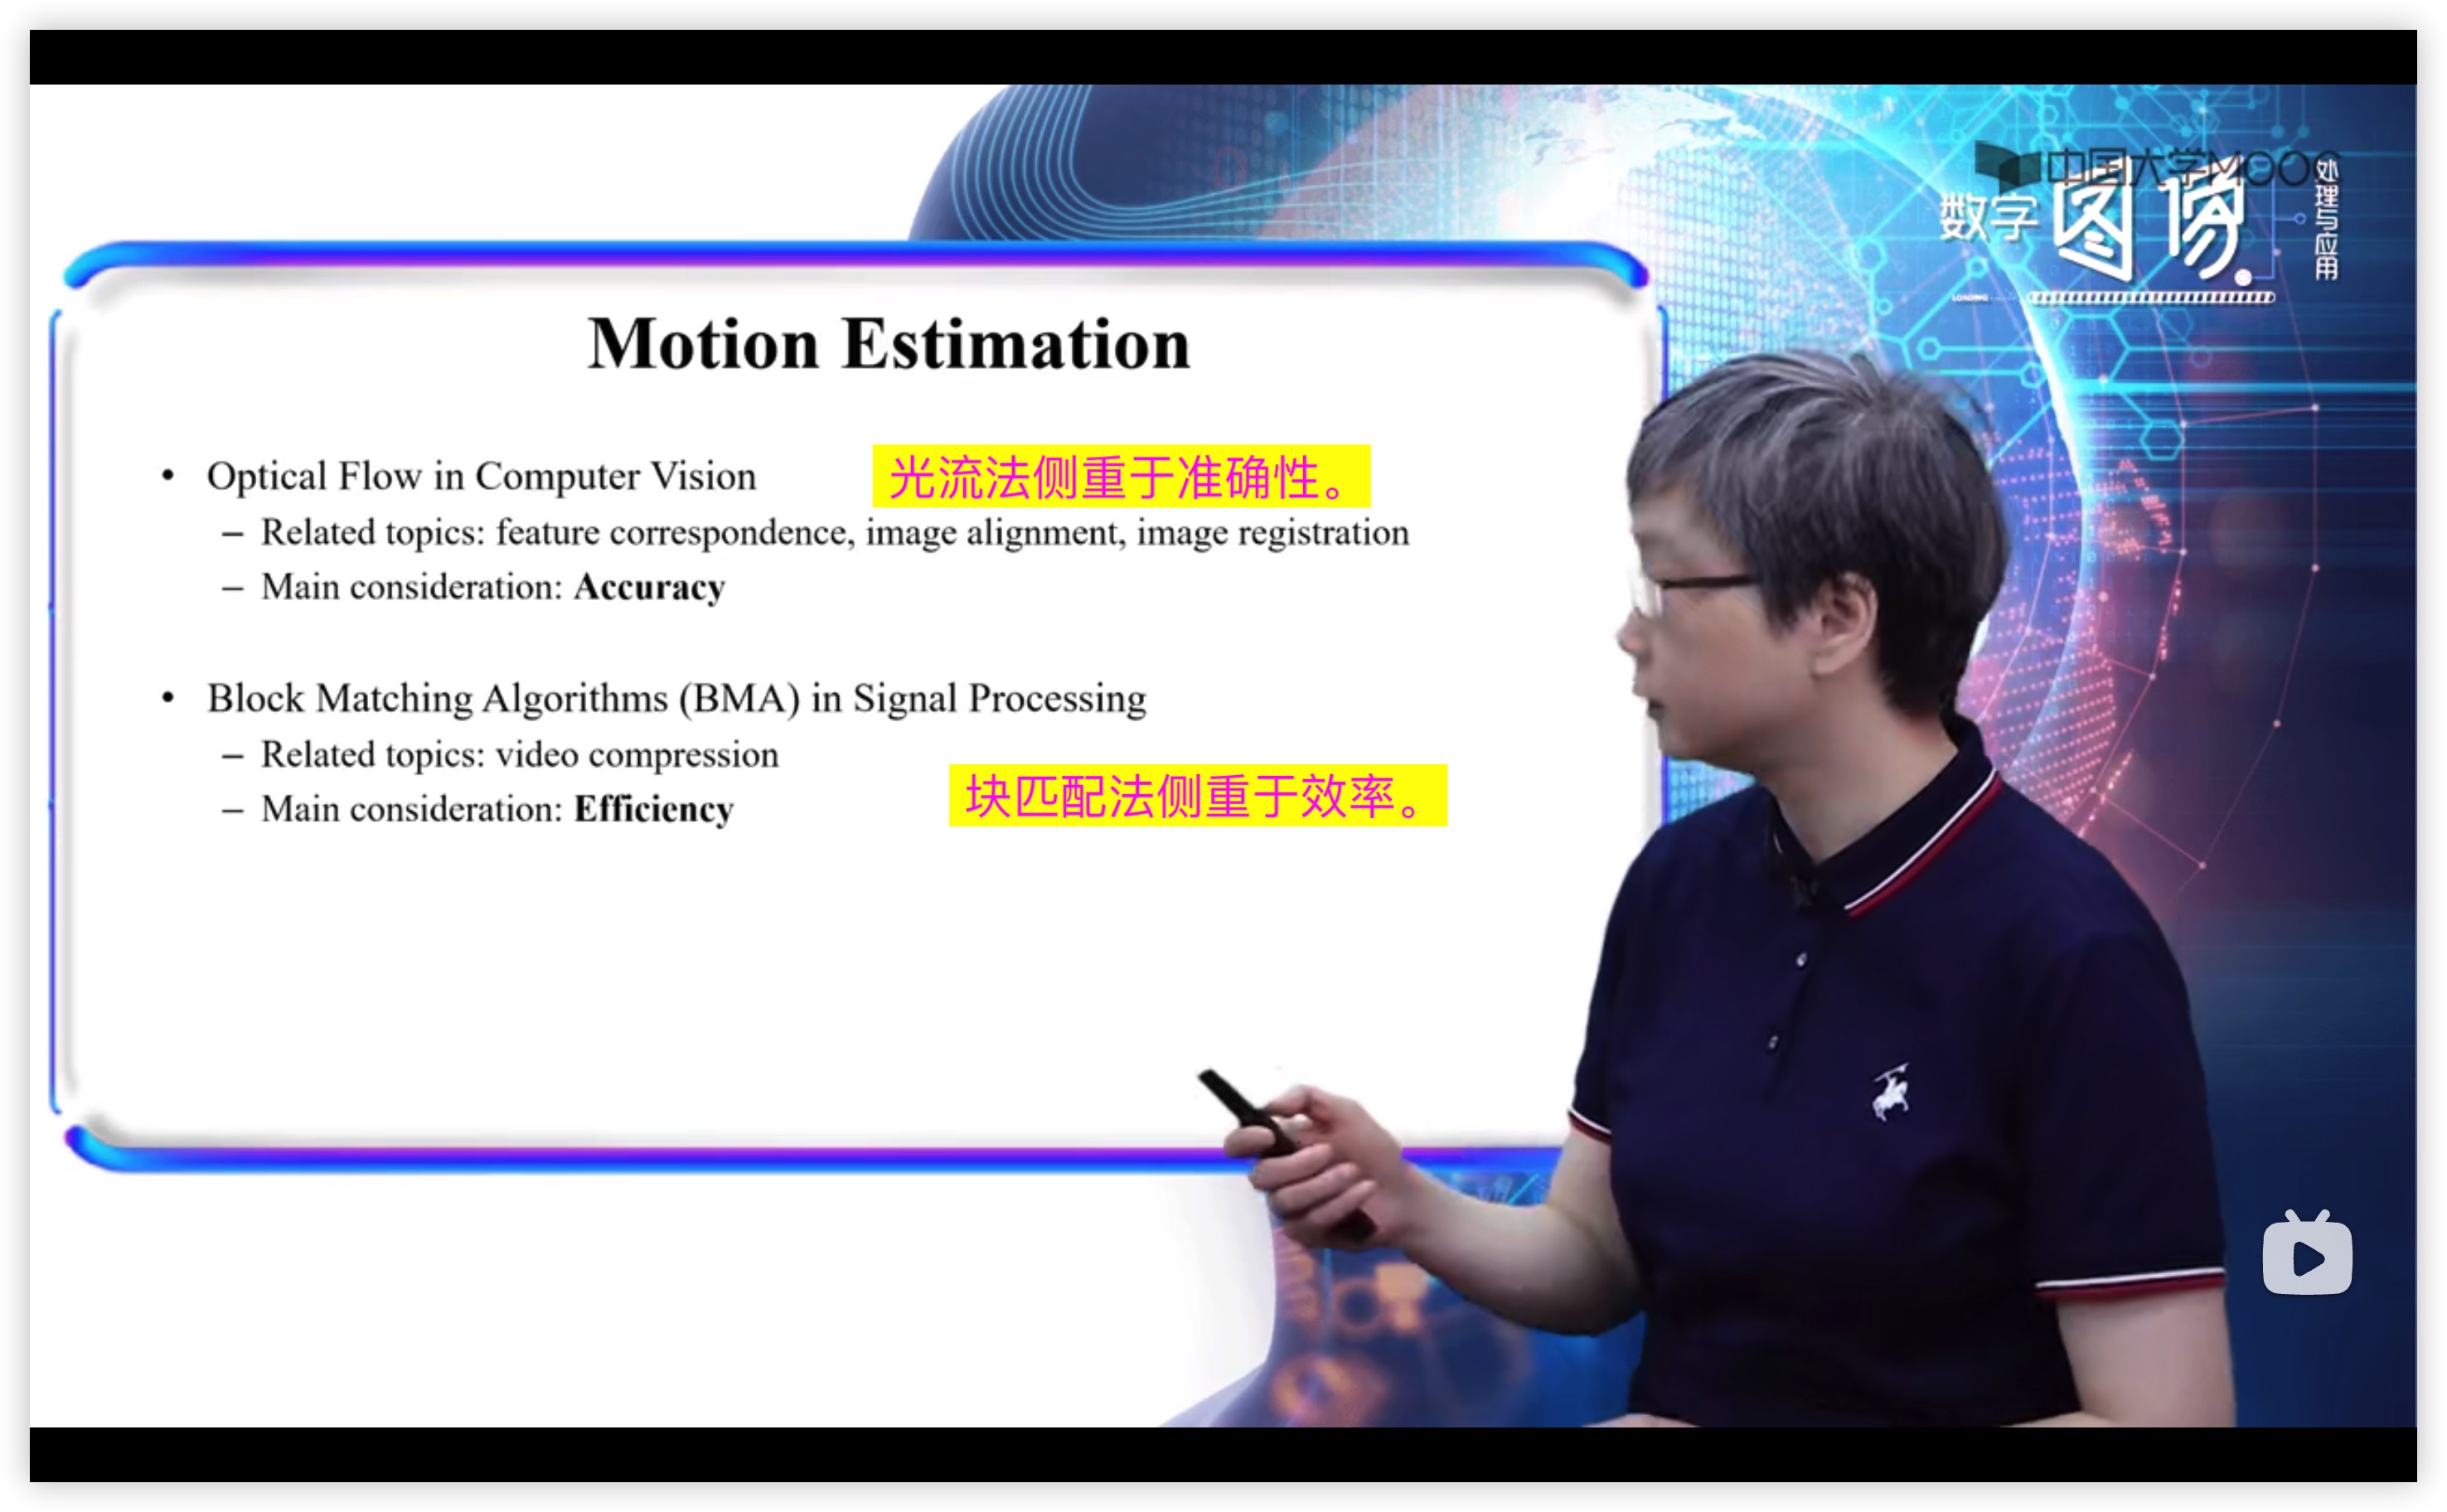 中国大学MOOC
数字图像处理与应用
LOADING
Motion Estimation
• Optical Flow in Computer Vision
光流法侧重于准确性。
– Related topics: feature correspondence, image alignment, image registration
– Main consideration: Accuracy
• Block Matching Algorithms (BMA) in Signal Processing
– Related topics: video compression
– Main consideration: Efficiency
块匹配法侧重于效率。